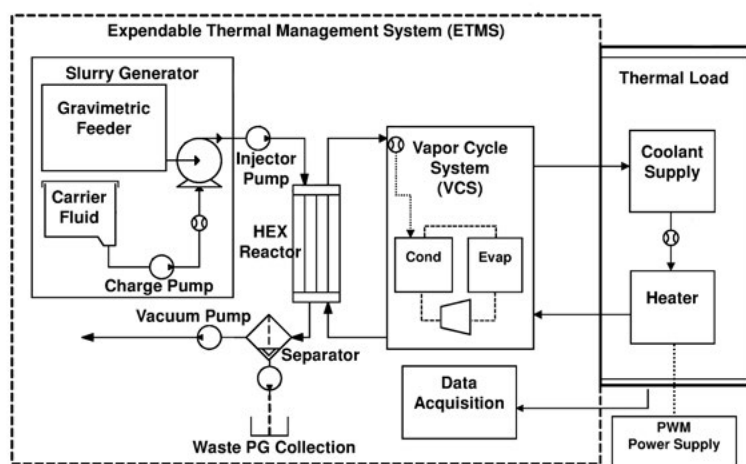 Expendable Thermal Management System (ETMS)
Slurry Generator
Gravimetric
Feeder
Carrier
Fluid
Charge Pump
Injector
Pump
HEX
Reactor
Vapor Cycle
System
(VCS)
Cond
Evap
Thermal Load
Coolant
Supply
Heater
Vacuum Pump
Separator
Waste PG Collection
Data
Acquisition
PWM
Power Supply